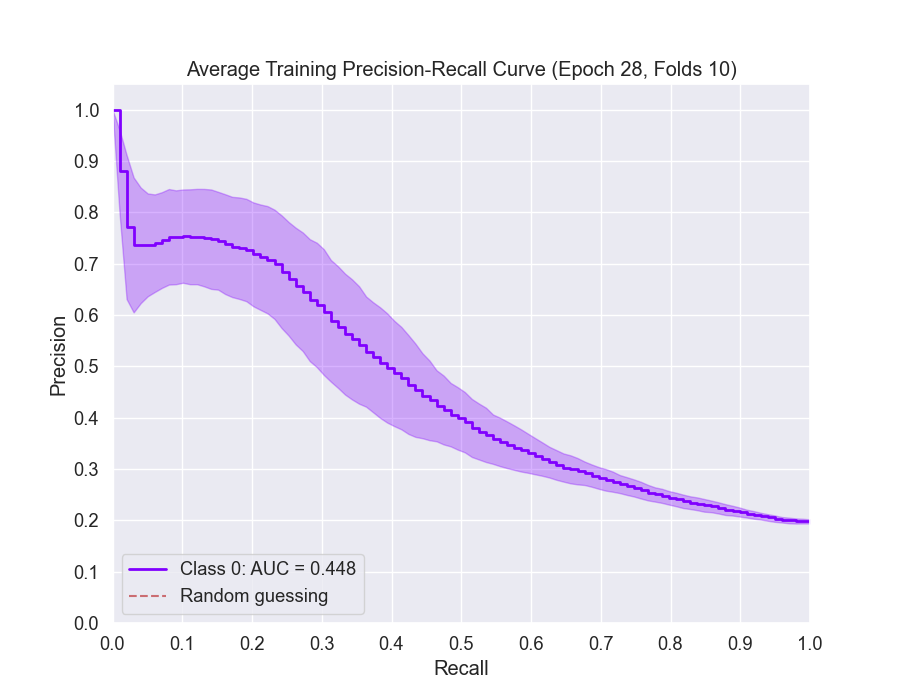 Average Training Precision-Recall Curve (Epoch 28, Folds 10)
1.0
0.9
0.8
0.7
0.6
0.5
0.4
0.3
0.2
0.1
0.0
Precision
Class 0: AUC = 0.448
Random guessing
0.0 0.1 0.2 0.3 0.4 0.5 0.6 0.7 0.8 0.9 1.0
Recall